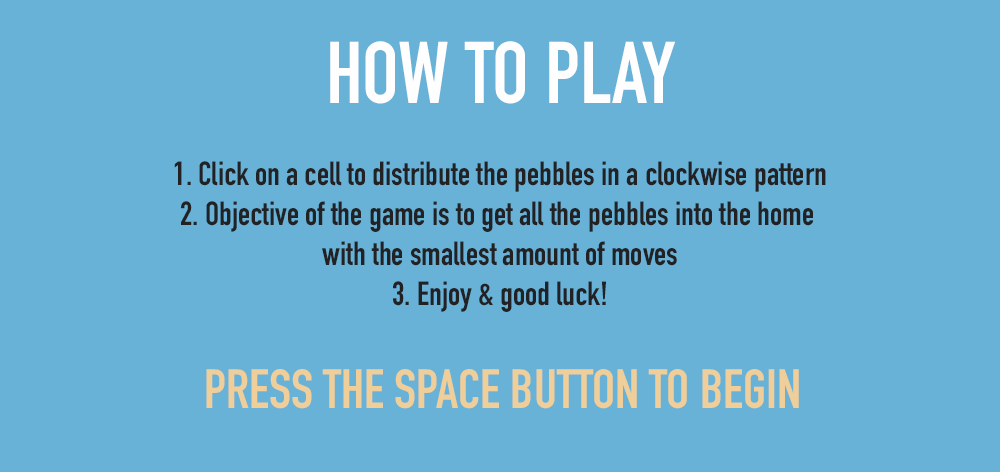 HOW TO PLAY
1. Click on a cell to distribute the pebbles in a clockwise pattern
2. Objective of the game is to get all the pebbles into the home
with the smallest amount of moves
3. Enjoy & good luck!
PRESS THE SPACE BUTTON TO BEGIN